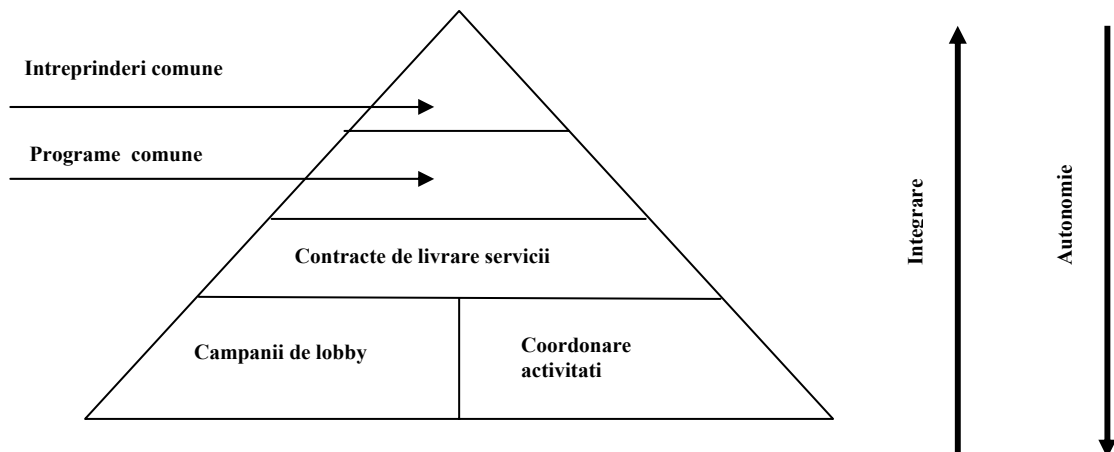 Intreprinderi comune
Programe comune
Contracte de livrare servicii
Campanii de lobby
Coordonare
activitati
Integrare
Autonomie